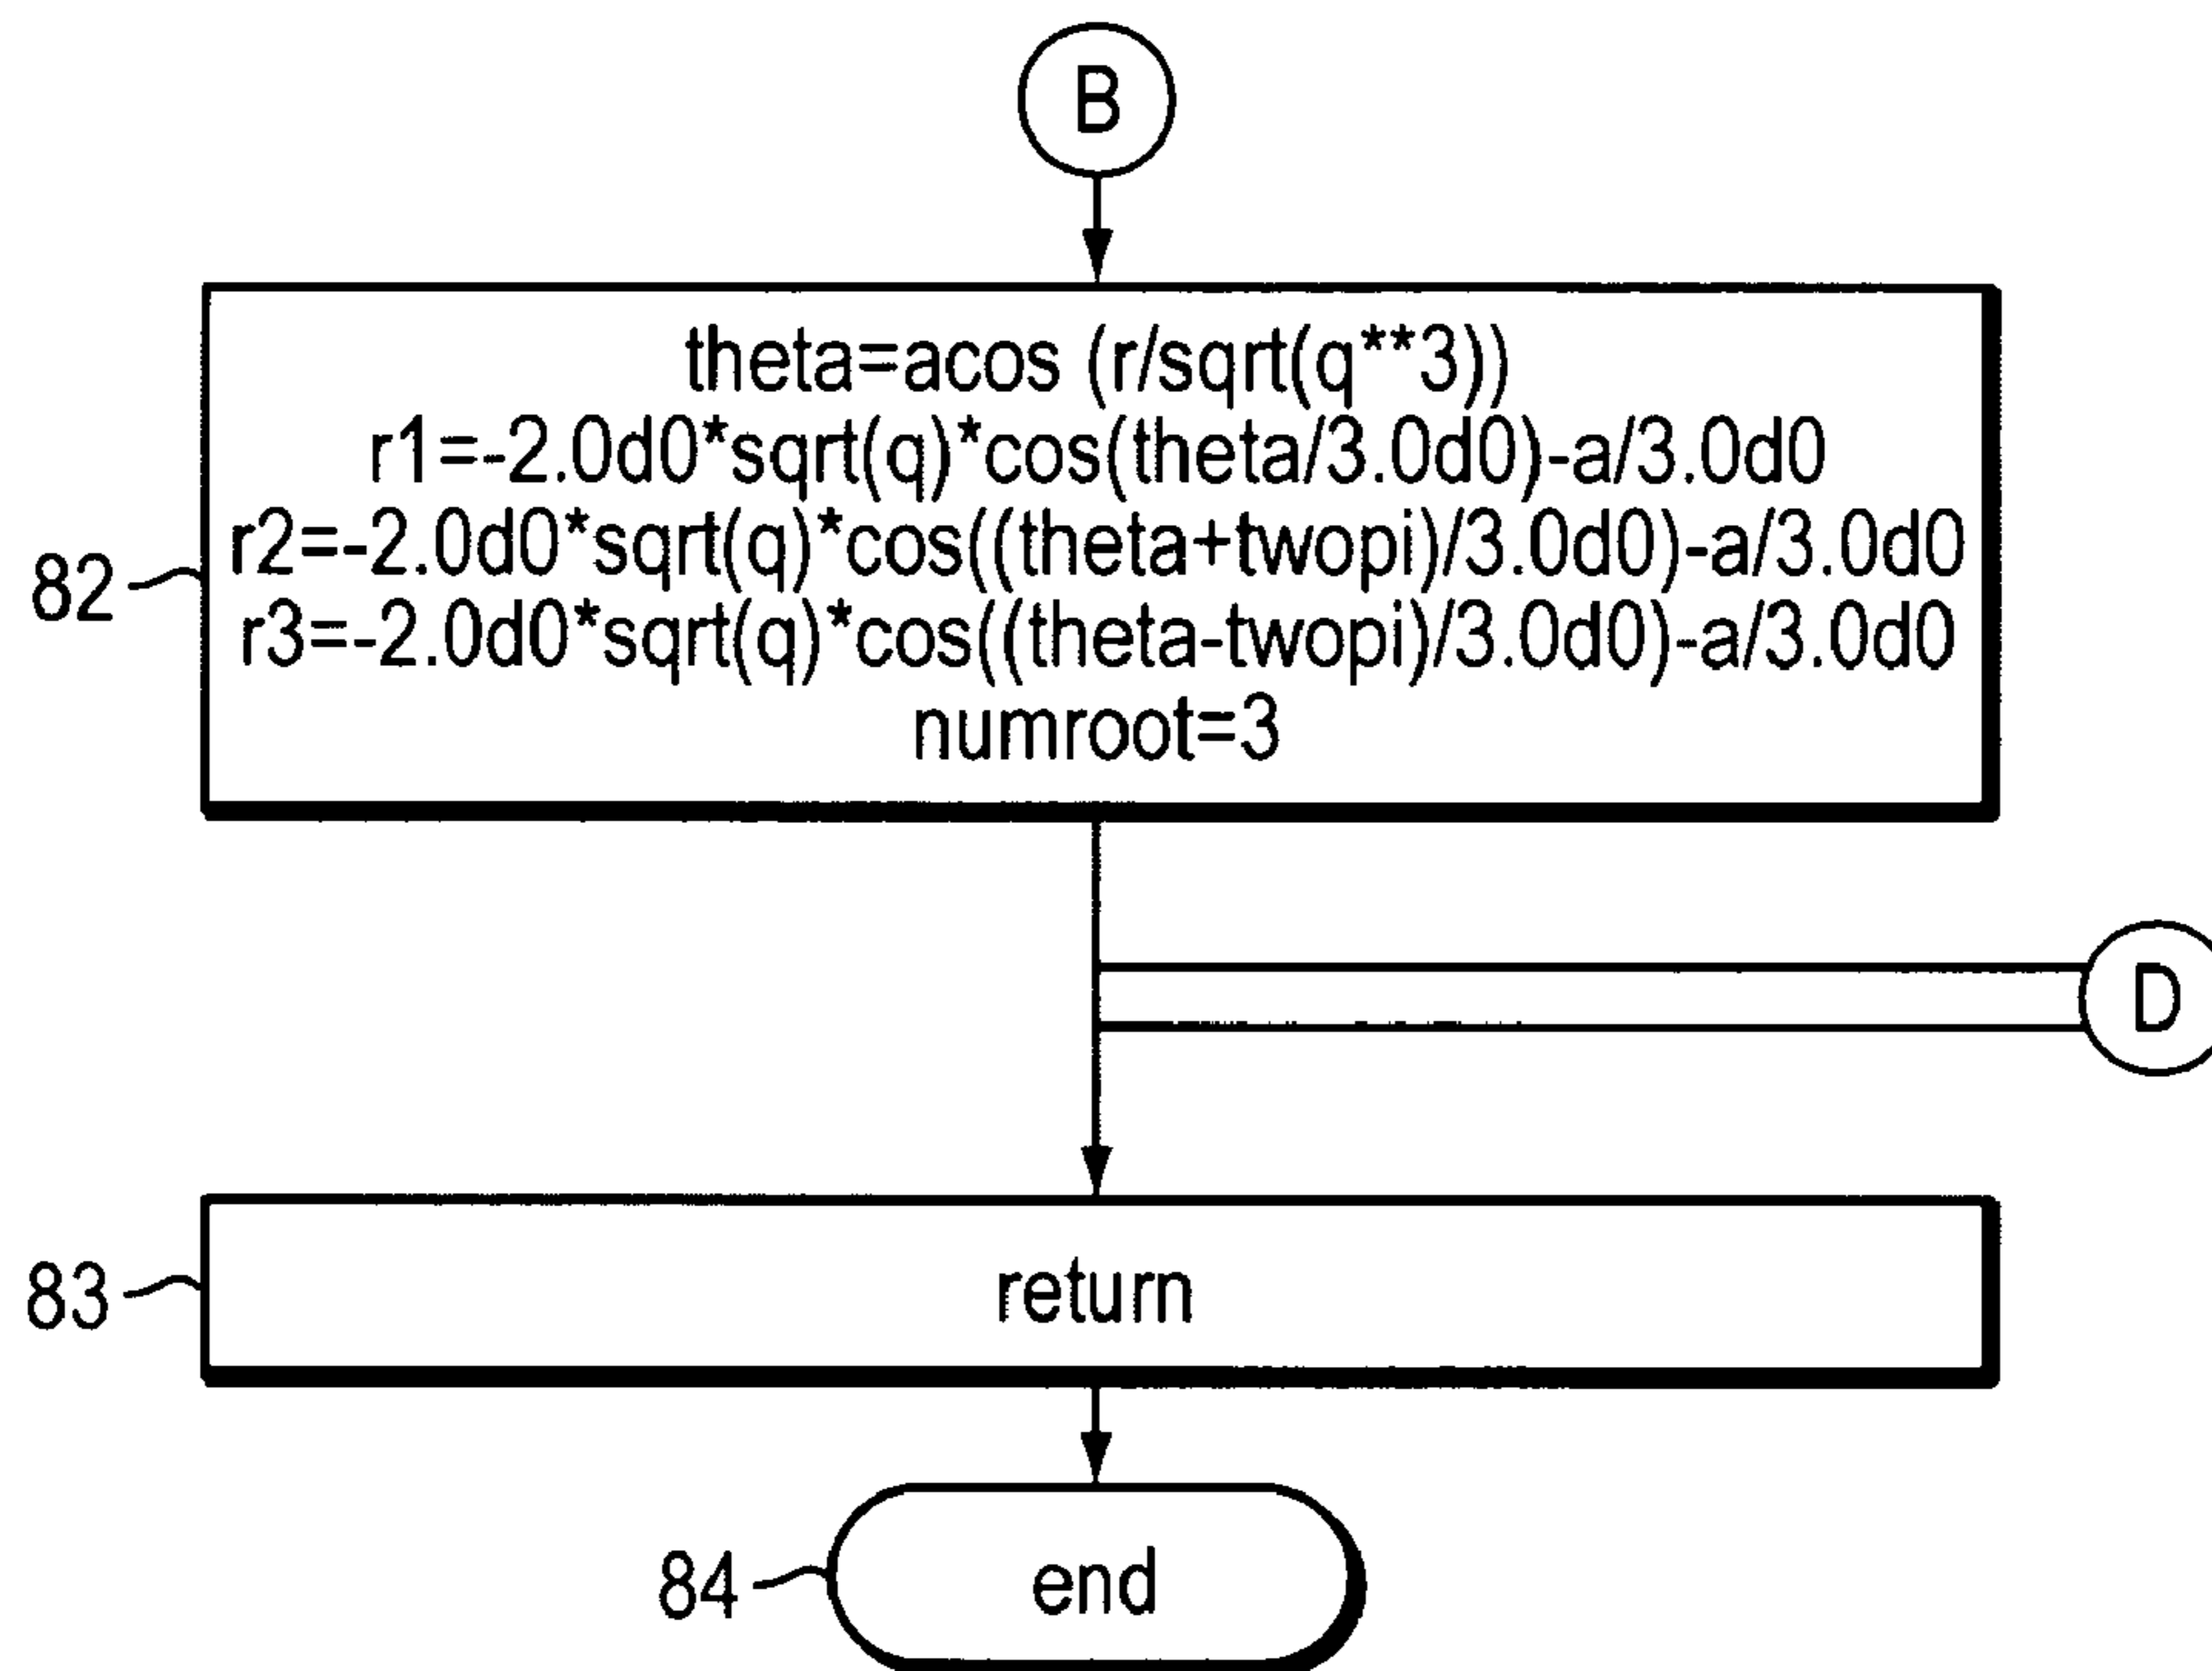 B
theta=acos (r/sqrt(q**3))
r1=-2.0d0*sqrt(q)*cos(theta/3.0d0)-a/3.0d0
r2=-2.0d0*sqrt(q)*cos((theta+twopi)/3.0d0)-a/3.0d0
r3=-2.0d0*sqrt(q)*cos((theta-twopi)/3.0d0)-a/3.0d0
numroot=3
82
D
83
return
84
end